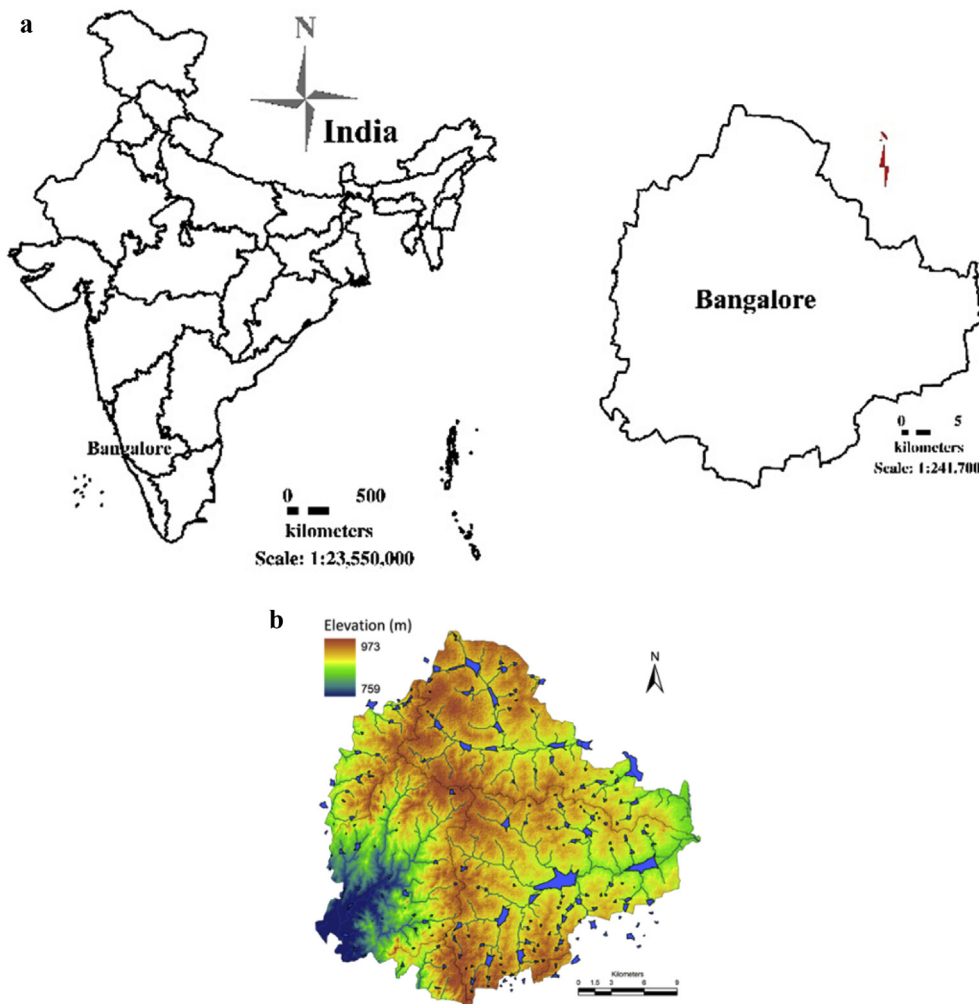 a
N
India
Bangalore
0 500
kilometers
Scale: 1:23,550,000
Bangalore
0 5
kilometers
Scale: 1:241.700
b
Elevation (m)
973
759
N
Kilometers
0 1.5 3 6 9